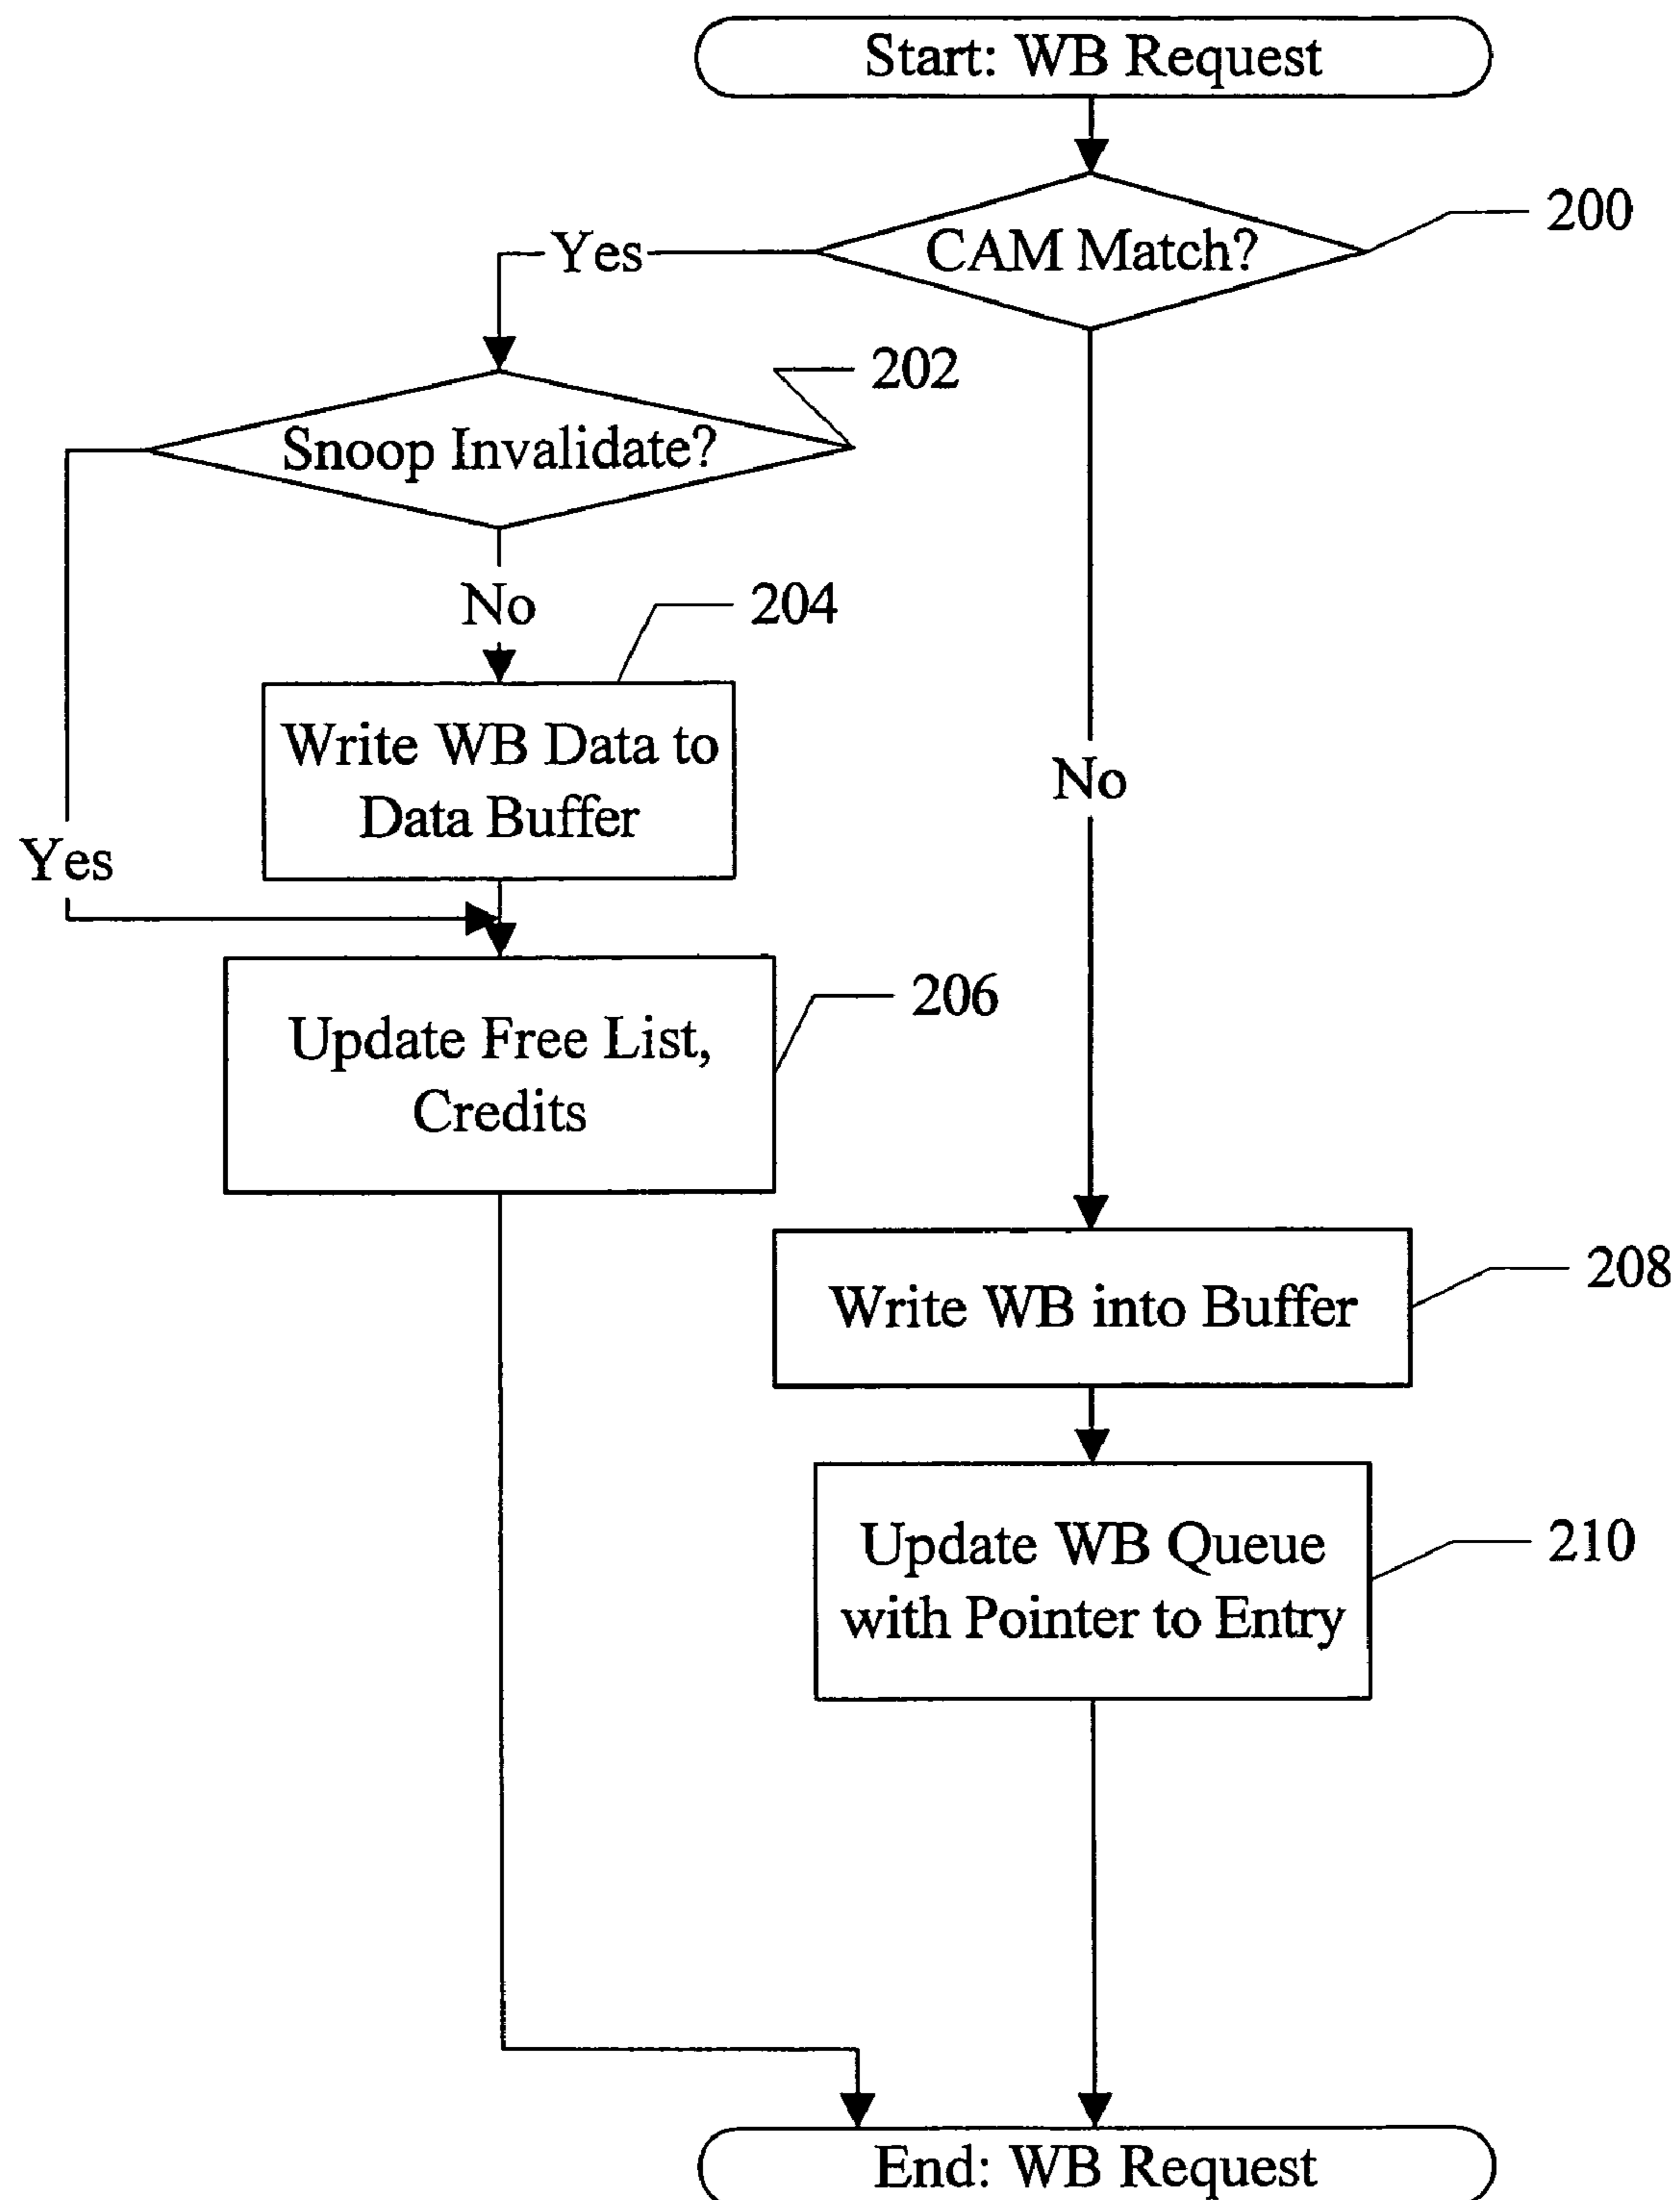 Start: WB Request
200
Yes
CAM Match?
202
Snoop Invalidate?
No
204
Write WB Data to
Data Buffer
No
Yes
206
Update Free List,
Credits
208
Write WB into Buffer
210
Update WB Queue
with Pointer to Entry
End: WB Request